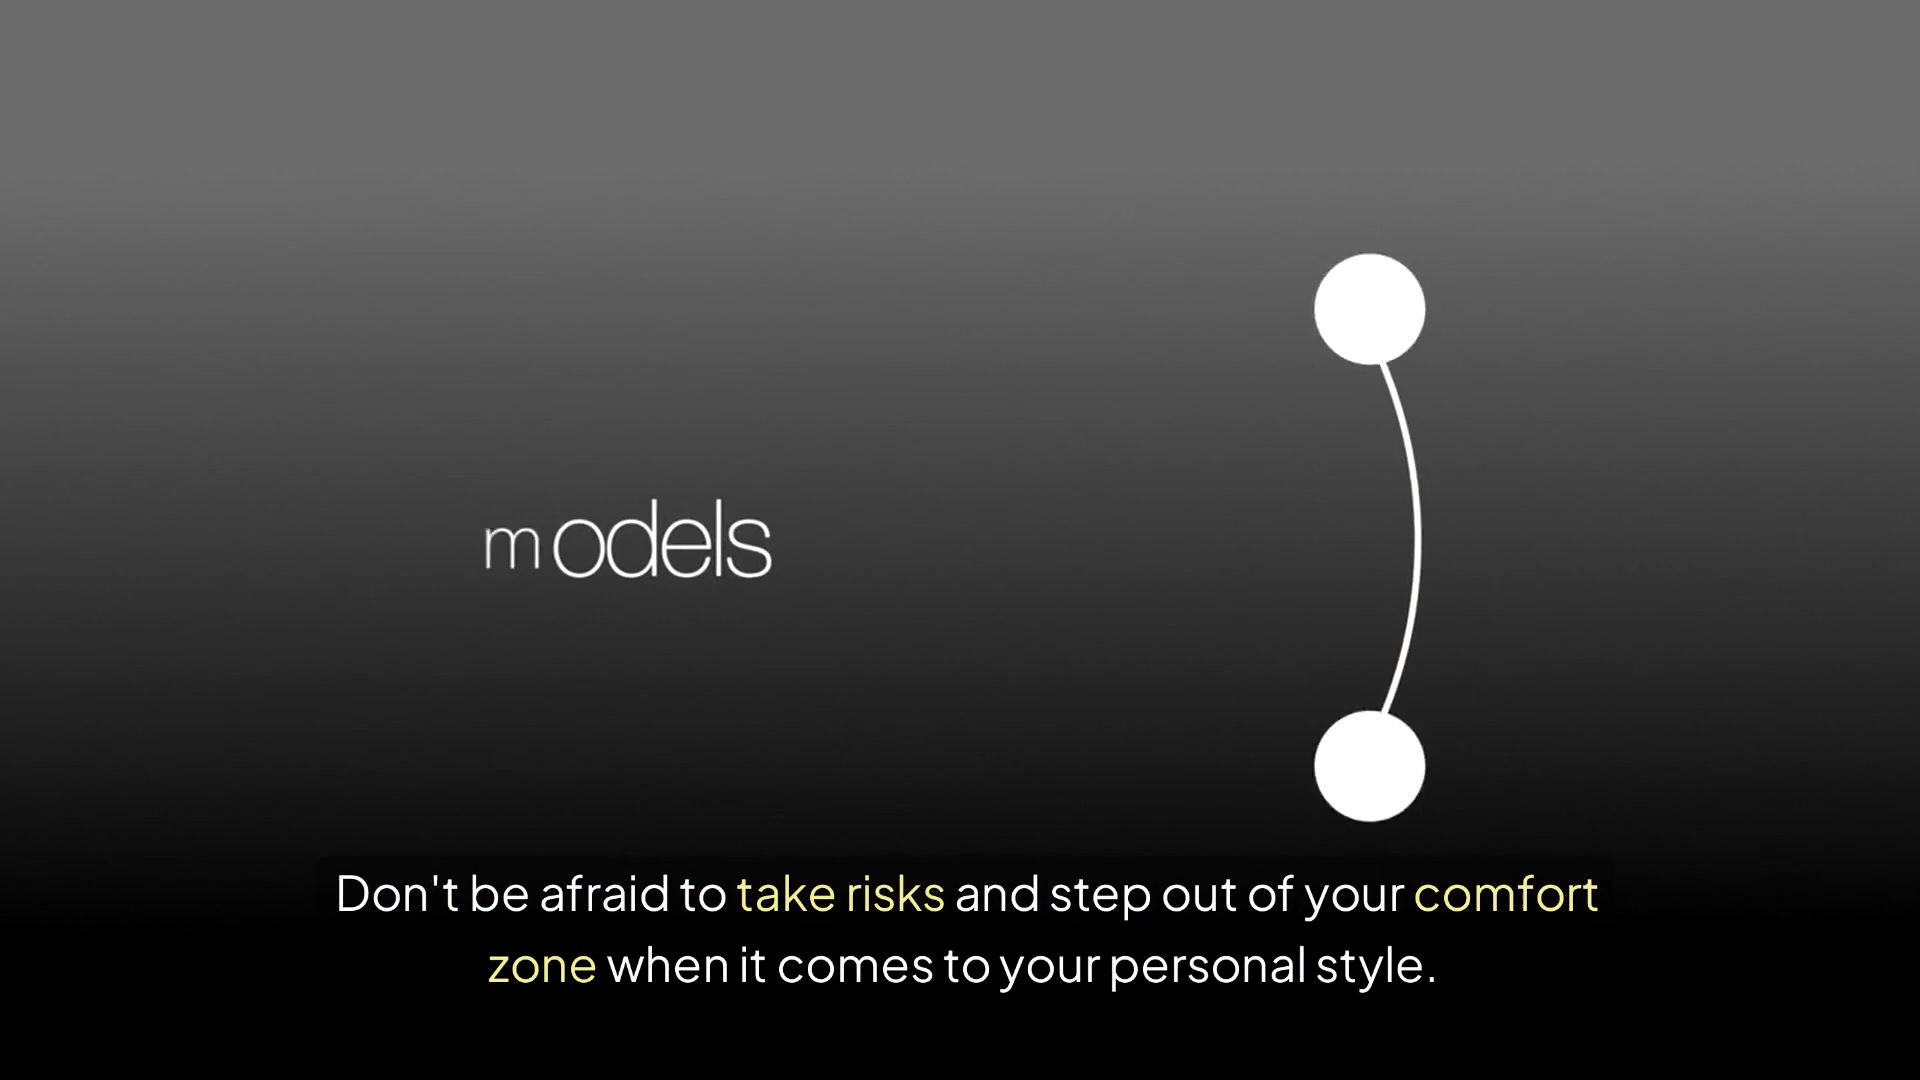 models
Don't be afraid to take risks and step out of your comfort
zone when it comes to your personal style.